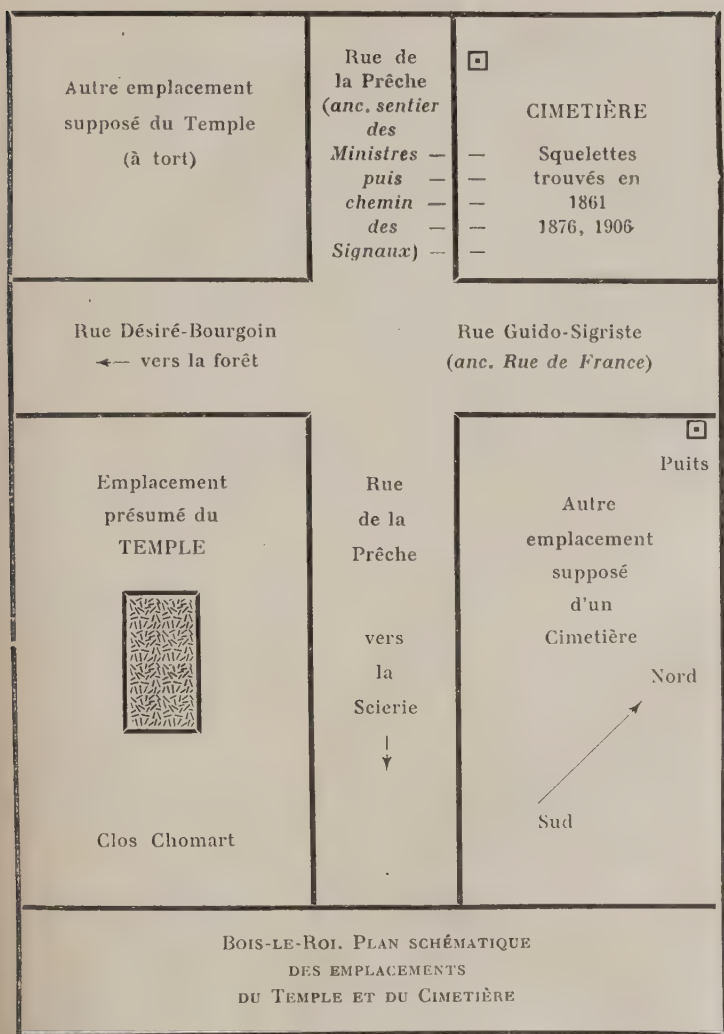 Autre emplacement
supposé du Temple
(à tort)
Rue de
la Prêche
(anc. sentier
des
Ministres — —
puis — —
chemin — —
des — —
Signaux) — —
CIMETIÈRE
Squelettes
trouvés en
1861
1876, 1906
Rue Désiré-Bourgoin
←— vers la forêt
Rue Guido-Sigriste
(anc. Rue de France)
Emplacement
présumé du
TEMPLE
Clos Chomart
Rue
de la
Prêche
vers
la
Scierie
Puits
Autre
emplacement
supposé
d'un
Cimetière
Nord
Sud
BOIS-LE-ROI. PLAN SCHÉMATIQUE
DES EMPLACEMENTS
DU TEMPLE ET DU CIMETIÈRE